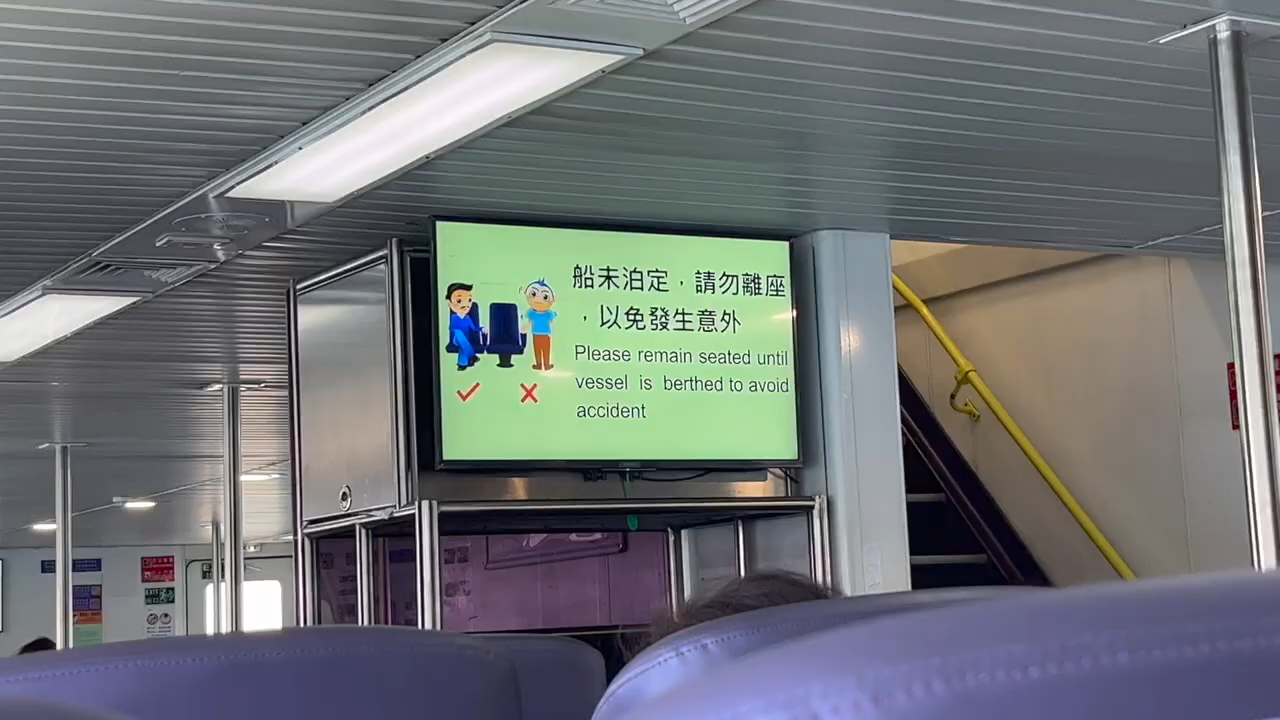 船未泊定，請勿離座
，以免發生意外
Please remain seated until
vessel is berthed to avoid
accident
EXIT